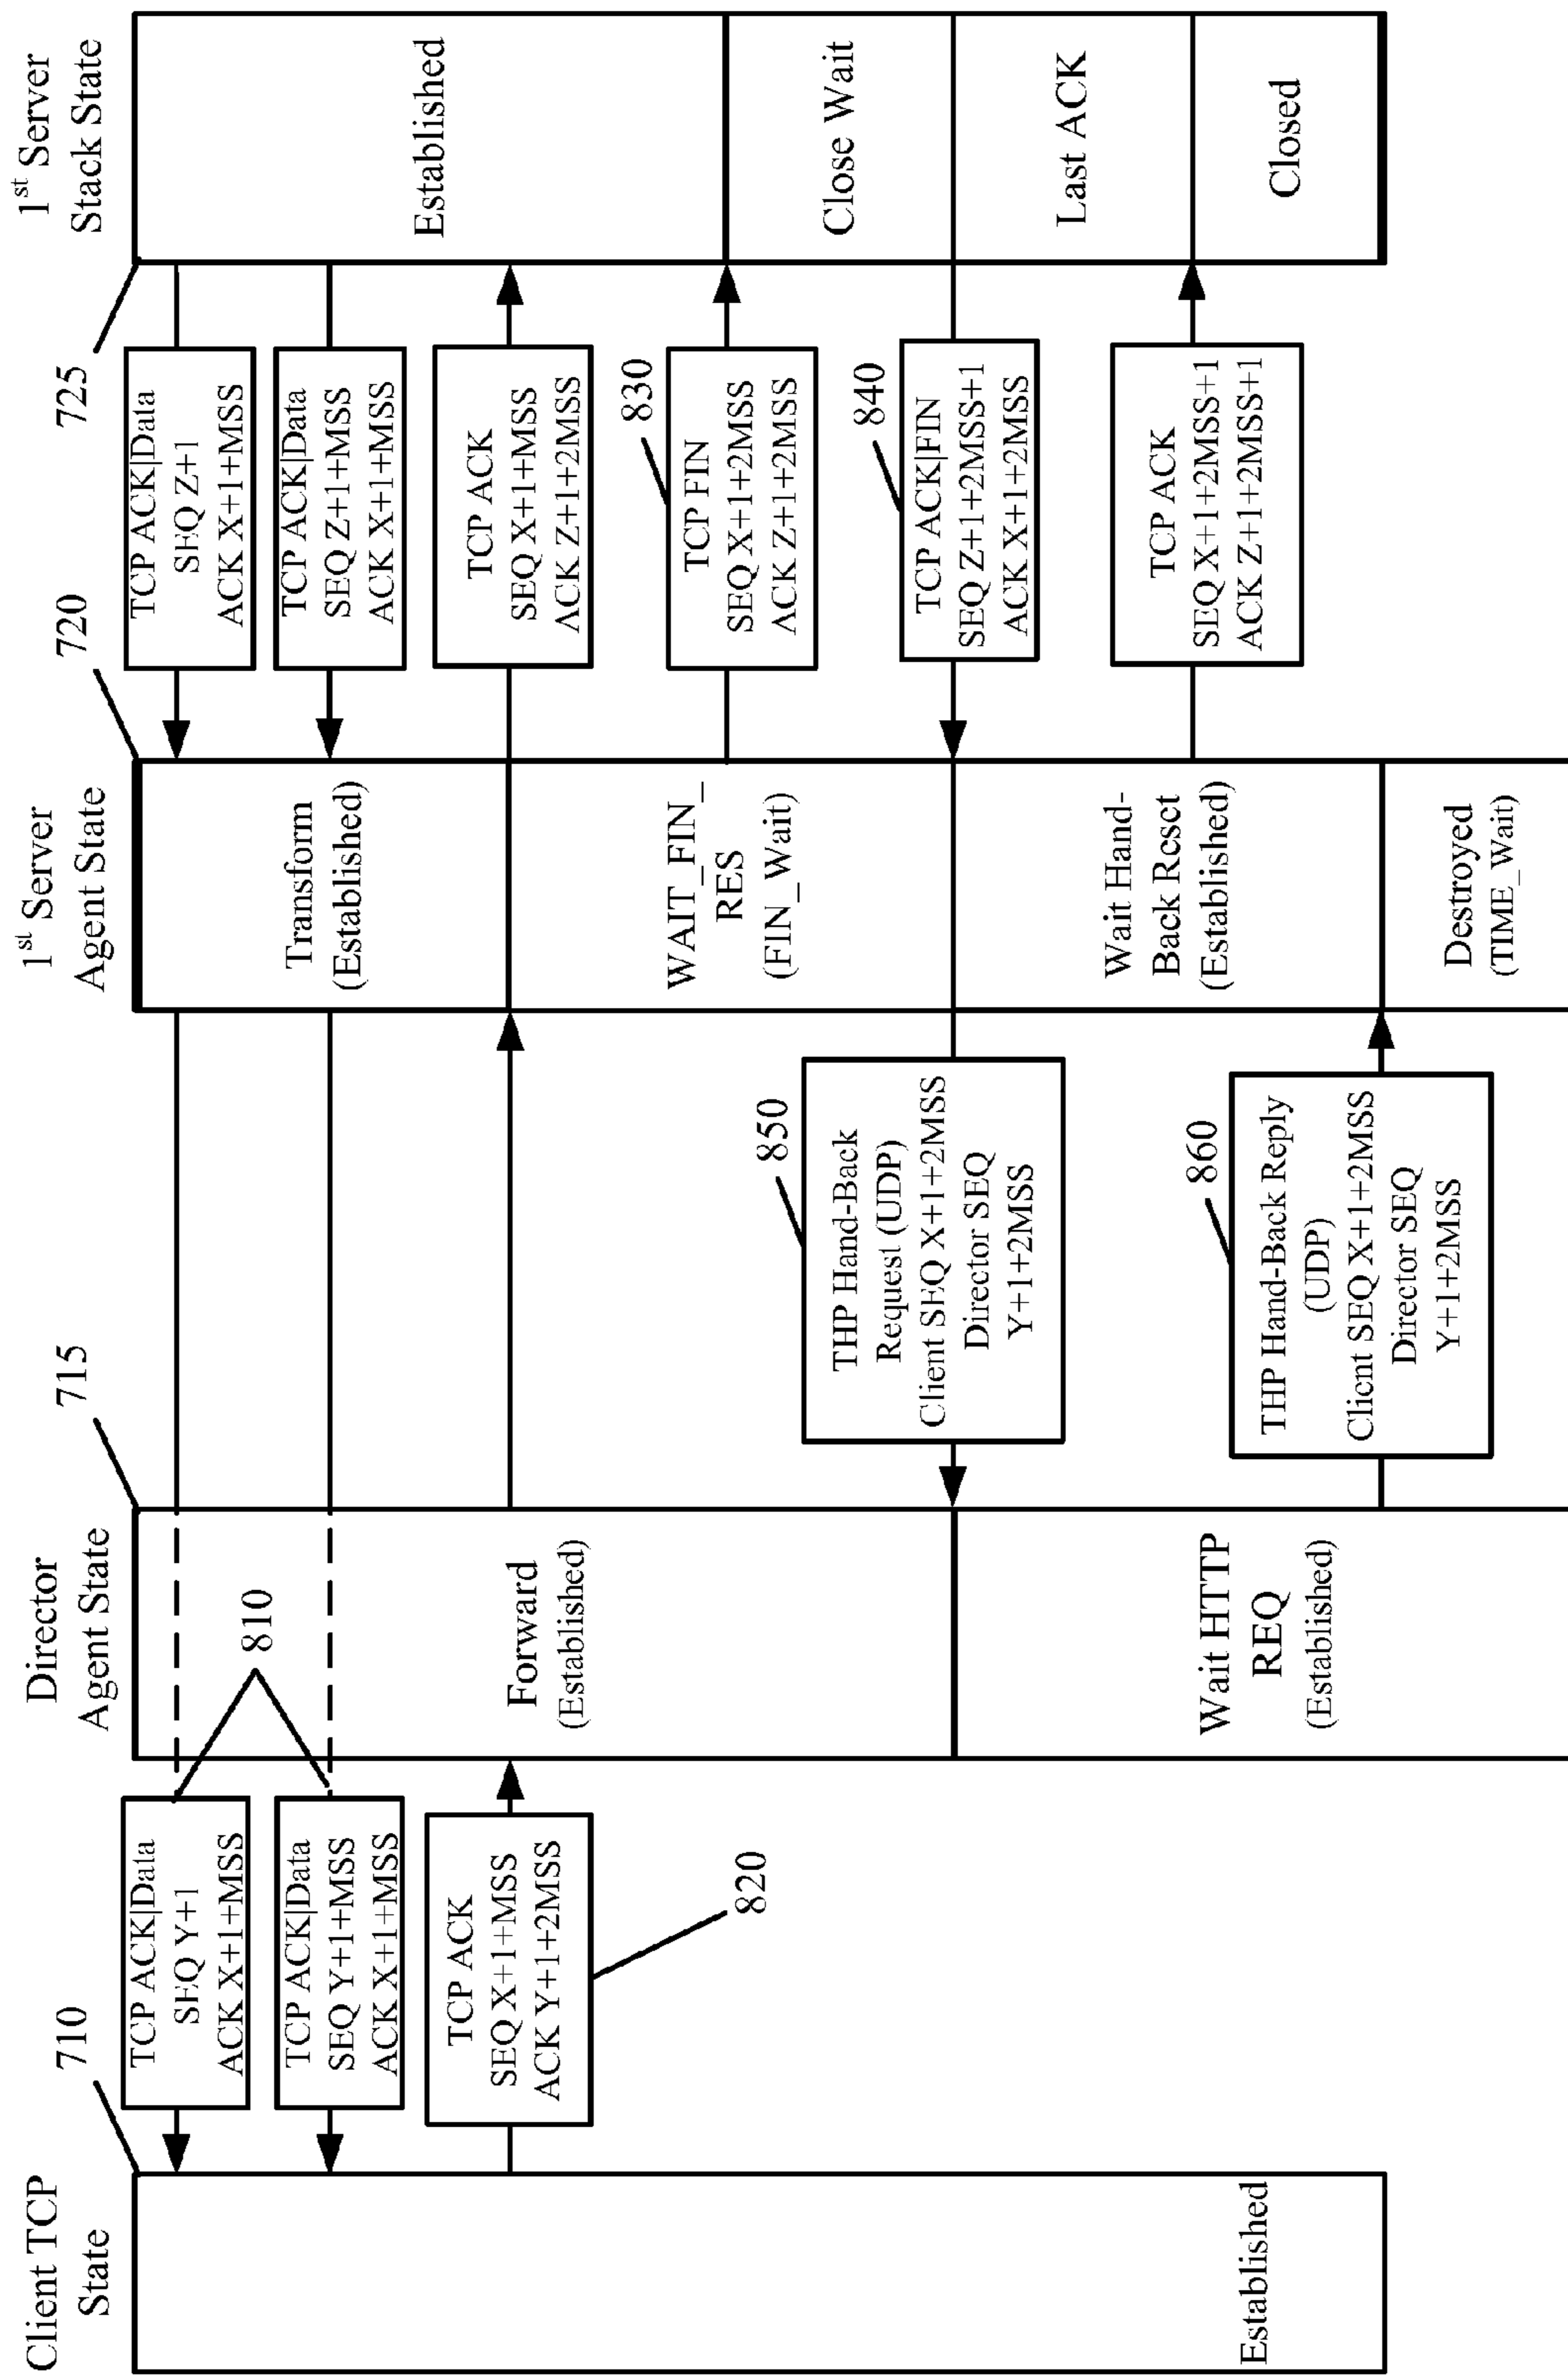 Client TCP
State
Director
Agent State
1st Server
Agent State
1st Server
Stack State
710
715
720
725
TCP ACK|Data
SEQ Y+1
ACK X+1+MSS
TCP ACK|Data
SEQ Z+1
ACK X+1+MSS
810
TCP ACK|Data
SEQ Y+1+MSS
ACK X+1+MSS
TCP ACK|Data
SEQ Z+1+MSS
ACK X+1+MSS
Transform
(Established)
Established
TCP ACK
SEQ X+1+MSS
ACK Y+1+2MSS
820
Forward
(Established)
TCP ACK
SEQ X+1+MSS
ACK Z+1+2MSS
830
TCP FIN
SEQ X+1+2MSS
ACK Z+1+2MSS
WAIT_FIN_
RES
(FIN_Wait)
Close Wait
840
TCP ACK|FIN
SEQ Z+1+2MSS+1
ACK X+1+2MSS
850
THP Hand-Back
Request (UDP)
Client SEQ X+1+2MSS
Director SEQ
Y+1+2MSS
Last ACK
Wait Hand-
Back Reset
(Established)
TCP ACK
SEQ X+1+2MSS+1
ACK Z+1+2MSS+1
Wait HTTP
REQ
(Established)
Established
860
THP Hand-Back Reply
(UDP)
Client SEQ X+1+2MSS
Director SEQ
Y+1+2MSS
Closed
Destroyed
(TIME_Wait)